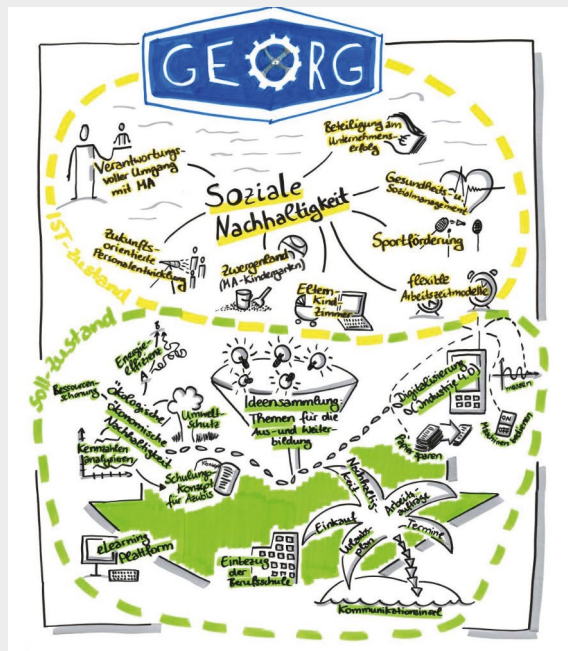 GEORG
Beteiligung am
Unternehmens-
erfolg
Verantwortungs-
voller Umgang
mit MA
Soziale
Nachhaltigkeit
Gesundheits- u.
Sozialmanagement
Sportförderung
Zukunfts-
orientierte
Personalentwicklung
Zwergenland
(MA-Kindergarten)
Eltern-
Kind
Zimmer
flexible
Arbeitszeitmodelle
IST-Zustand
Soll-Zustand
Energie-
effizienz
Ressourcen-
schonung
ökologische/
ökonomische
Nachhaltigkeit
Umwelt-
schutz
Kennzahlen
analysieren
Schulungs-
konzept
für Azubis
Ideensammlung:
Themen für die
Aus- und Weiter
bildung
Digitalisierung
(Industrie 4.0)
messen
Papier sparen
Maschinen
eLearning
Plattform
Einbezug
der
Berufsschule
Nachhaltigkeit
Arbeits-
aufträge
Einkauf
Urlaubs-
plan
Termine
Kommunikationsinsel